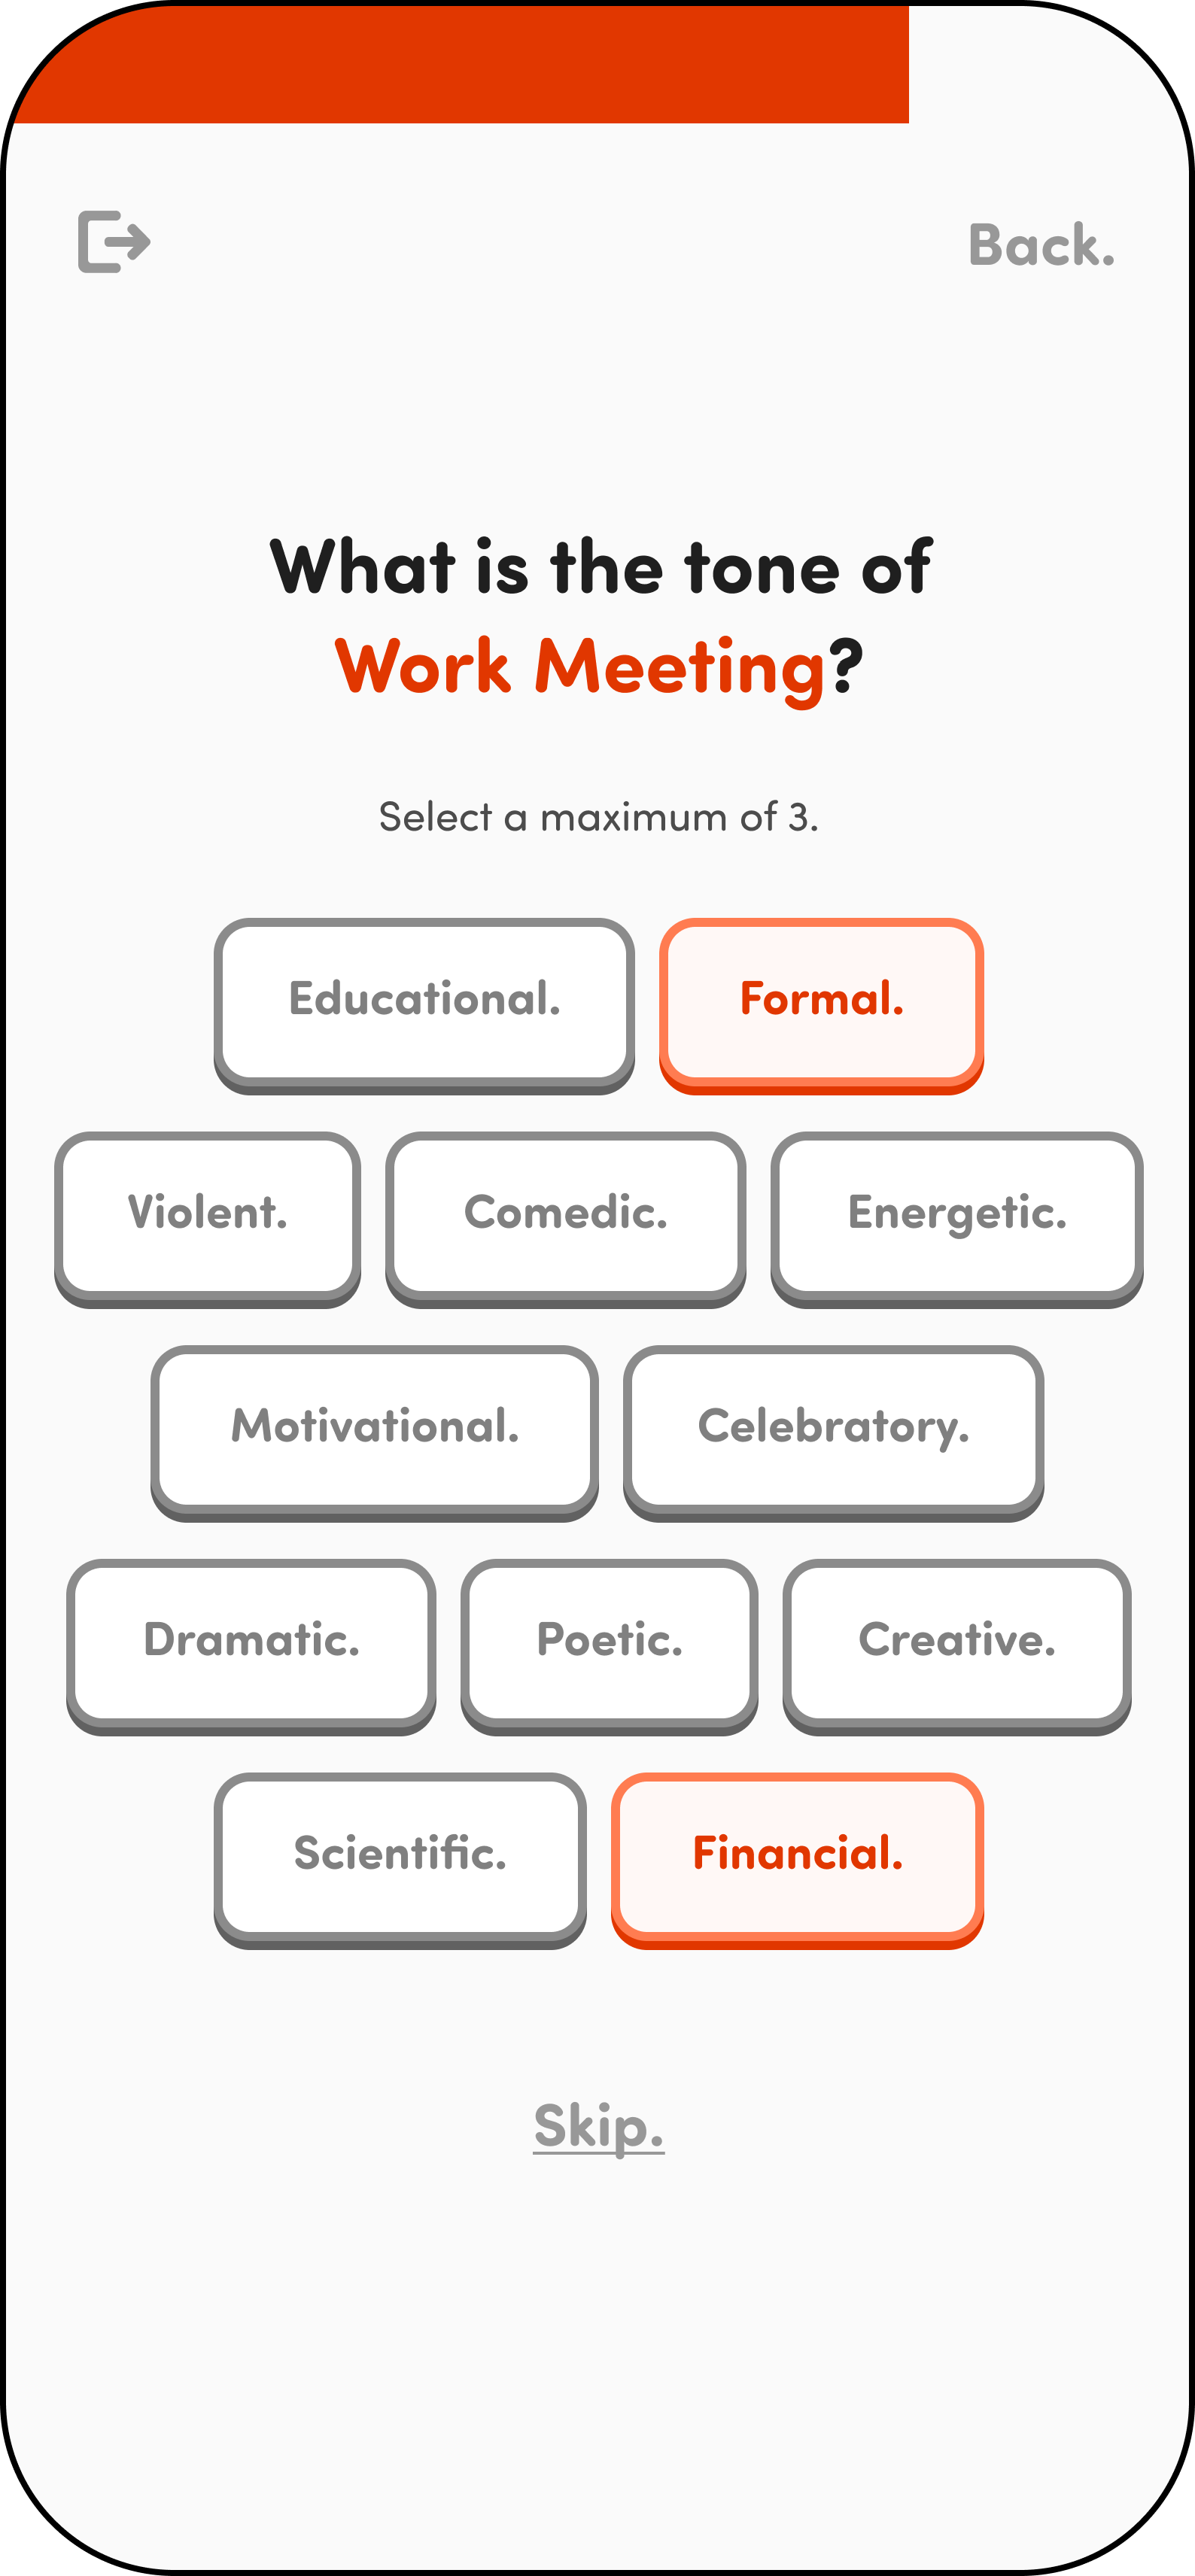 Back.
What is the tone of
Work Meeting?
Select a maximum of 3.
Educational. Formal.
Violent. Comedic. Energetic.
Motivational. Celebratory.
Dramatic. Poetic. Creative.
Scientific. Financial.
Skip.